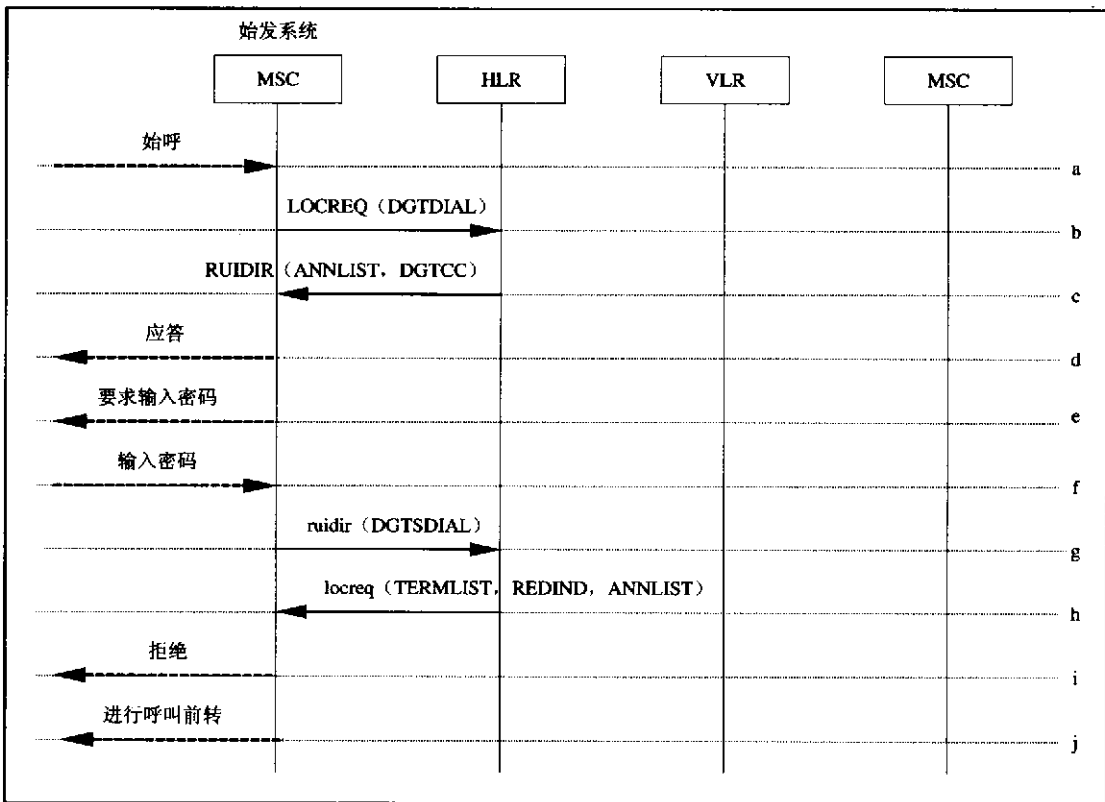 始发系统
MSC
HLR
VLR
MSC
始呼
a
LOCREQ（DGTDIAL）
b
RUIDIR（ANNLIST，DGTCC）
c
应答
d
要求输入密码
e
输入密码
f
ruidir（DGTSDIAL）
g
locreq（TERMLIST，REDIND，ANNLIST）
h
拒绝
i
进行呼叫前转
j